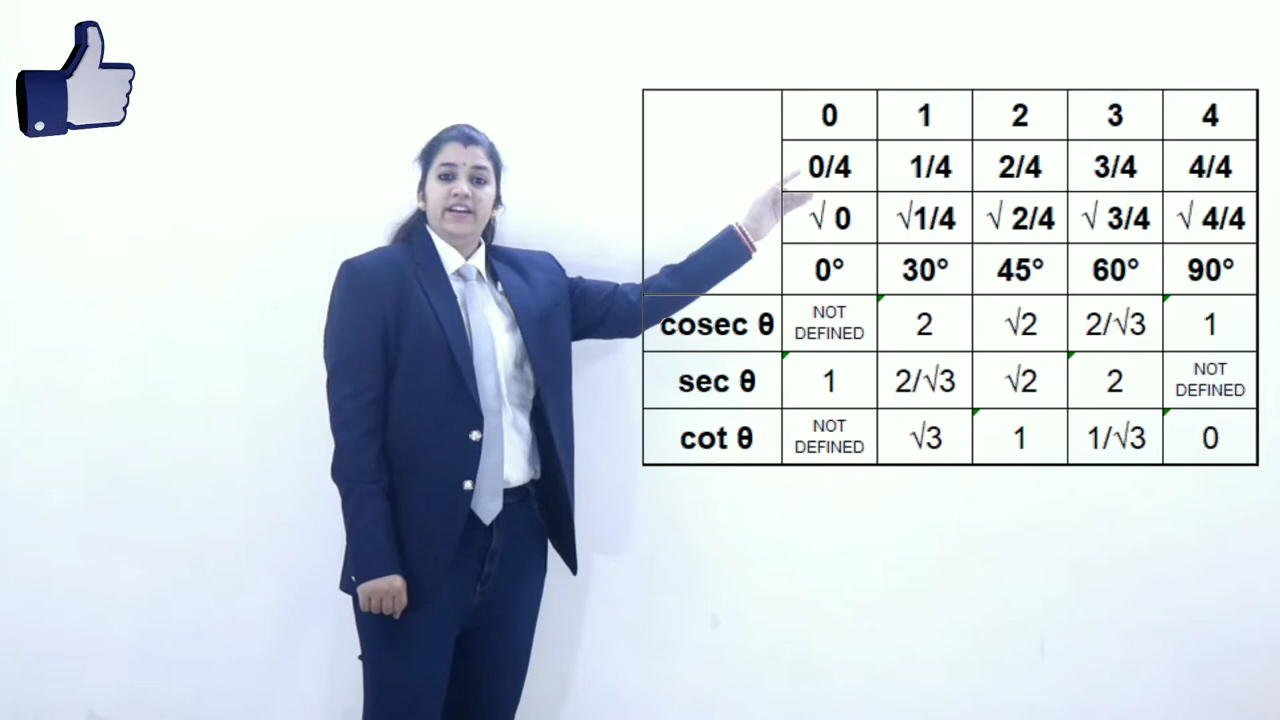 0 1 2 3 4
0/4 1/4 2/4 3/4 4/4
√ 0 √1/4 √ 2/4 √ 3/4 √ 4/4
0° 30° 45° 60° 90°
cosec θ NOT DEFINED 2 √2 2/√3 1
sec θ 1 2/√3 √2 2 NOT DEFINED
cot θ NOT DEFINED √3 1 1/√3 0